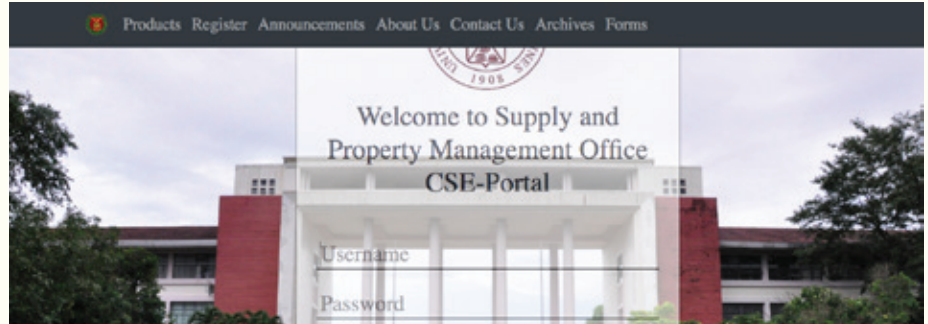 Products Register Announcements About Us Contact Us Archives Forms
1908
Welcome to Supply and
Property Management Office
CSE-Portal
Username
Password